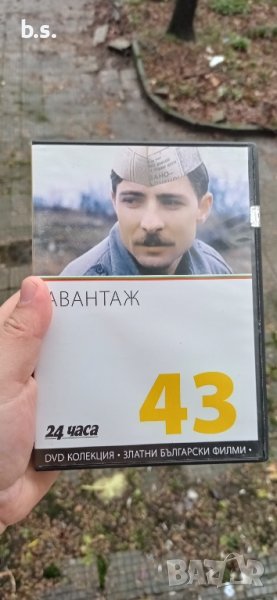 b.s.
АВАНТАЖ
43
24 часа
DVD КОЛЕКЦИЯ • ЗЛАТНИ БЪЛГАРСКИ ФИЛМИ •
BAZAR